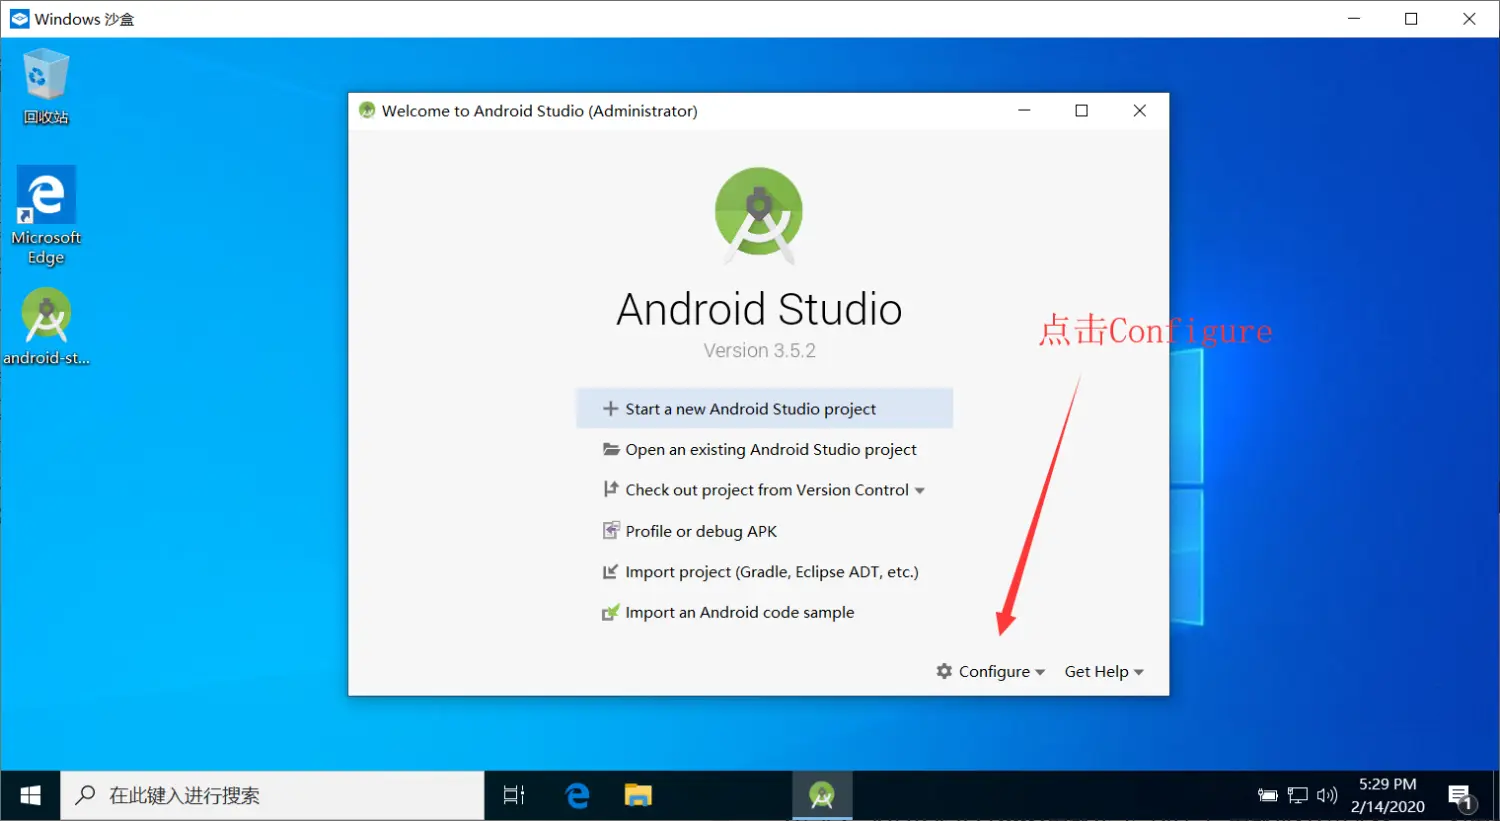 Windows 沙盒
回收站
Microsoft
Edge
android-st...
Welcome to Android Studio (Administrator)
Android Studio
Version 3.5.2
点击Configure
Start a new Android Studio project
Open an existing Android Studio project
Check out project from Version Control
Profile or debug APK
Import project (Gradle, Eclipse ADT, etc.)
Import an Android code sample
Configure
Get Help
在此键入进行搜索
5:29 PM
2/14/2020
1